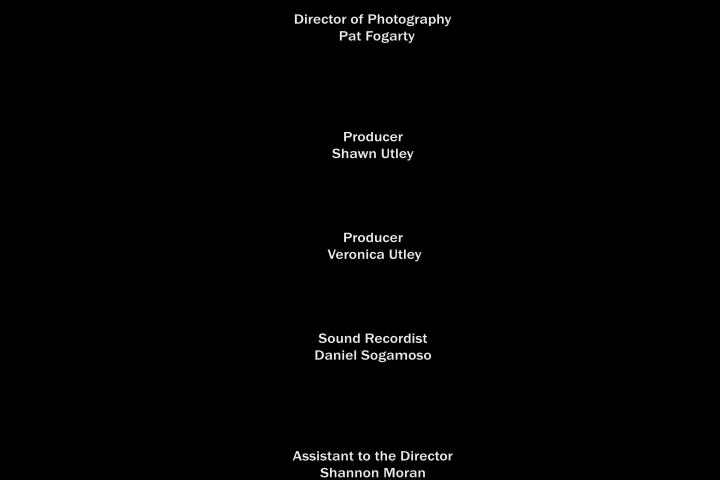 Director of Photography
Pat Fogarty
Producer
Shawn Utley
Producer
Veronica Utley
Sound Recordist
Daniel Sogamoso
Assistant to the Director
Shannon Moran